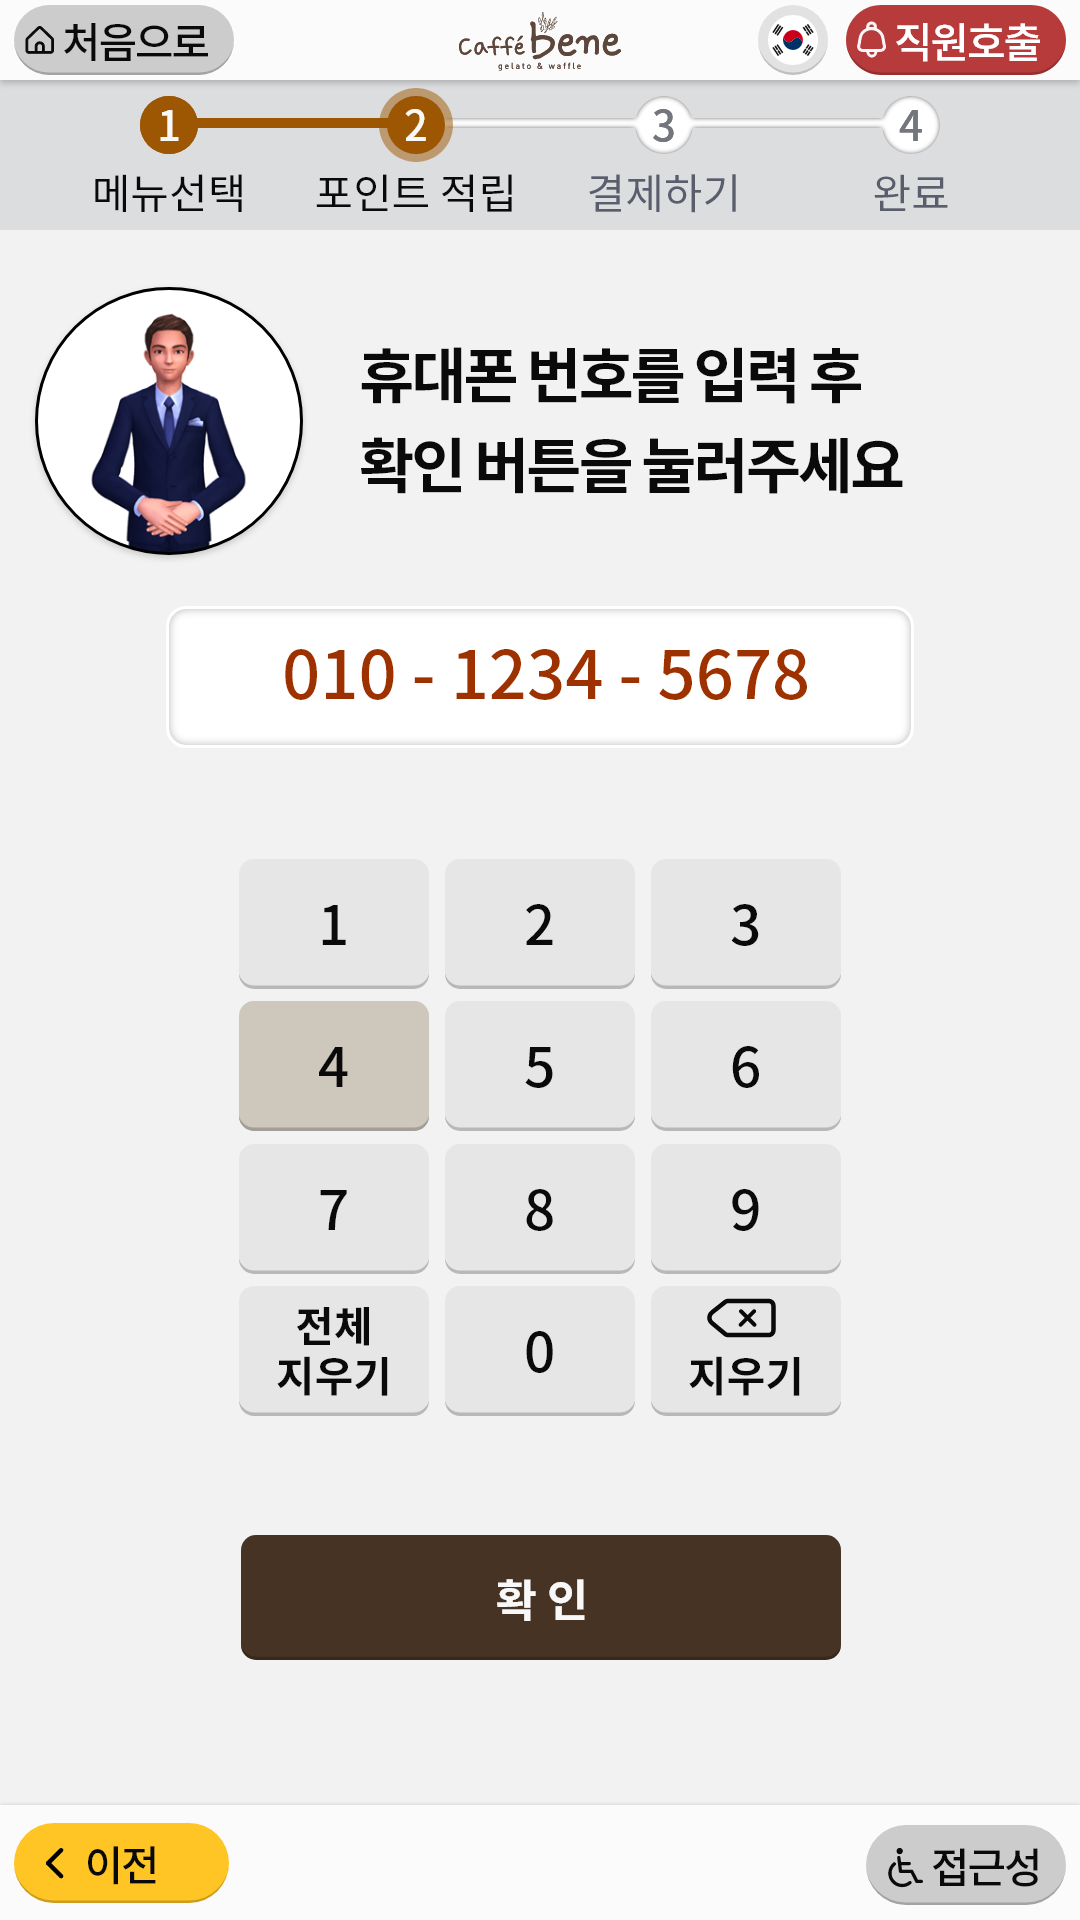 처음으로
Caffé bene
gelato & waffle
직원호출
1 2 3 4
메뉴선택 포인트 적립 결제하기 완료
휴대폰 번호를 입력 후
확인 버튼을 눌러주세요
010 - 1234 - 5678
1 2 3
4 5 6
7 8 9
전체
지우기
0
지우기
확 인
이전
접근성